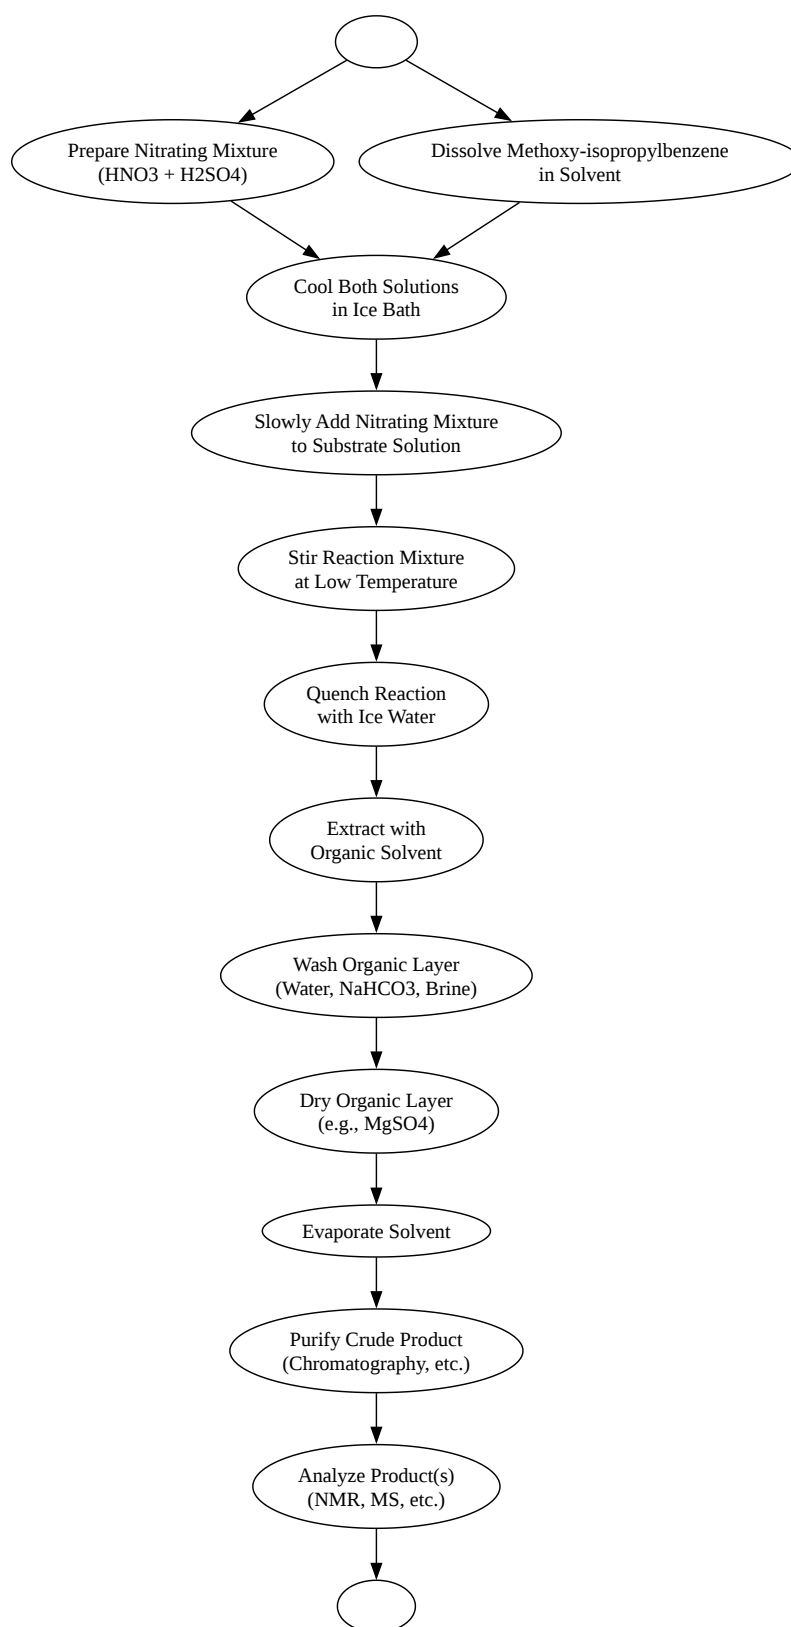 Prepare Nitrating Mixture
(HNO3 + H2SO4)
Dissolve Methoxy-isopropylbenzene
in Solvent
Cool Both Solutions
in Ice Bath
Slowly Add Nitrating Mixture
to Substrate Solution
Stir Reaction Mixture
at Low Temperature
Quench Reaction
with Ice Water
Extract with
Organic Solvent
Wash Organic Layer
(Water, NaHCO3, Brine)
Dry Organic Layer
(e.g., MgSO4)
Evaporate Solvent
Purify Crude Product
(Chromatography, etc.)
Analyze Product(s)
(NMR, MS, etc.)